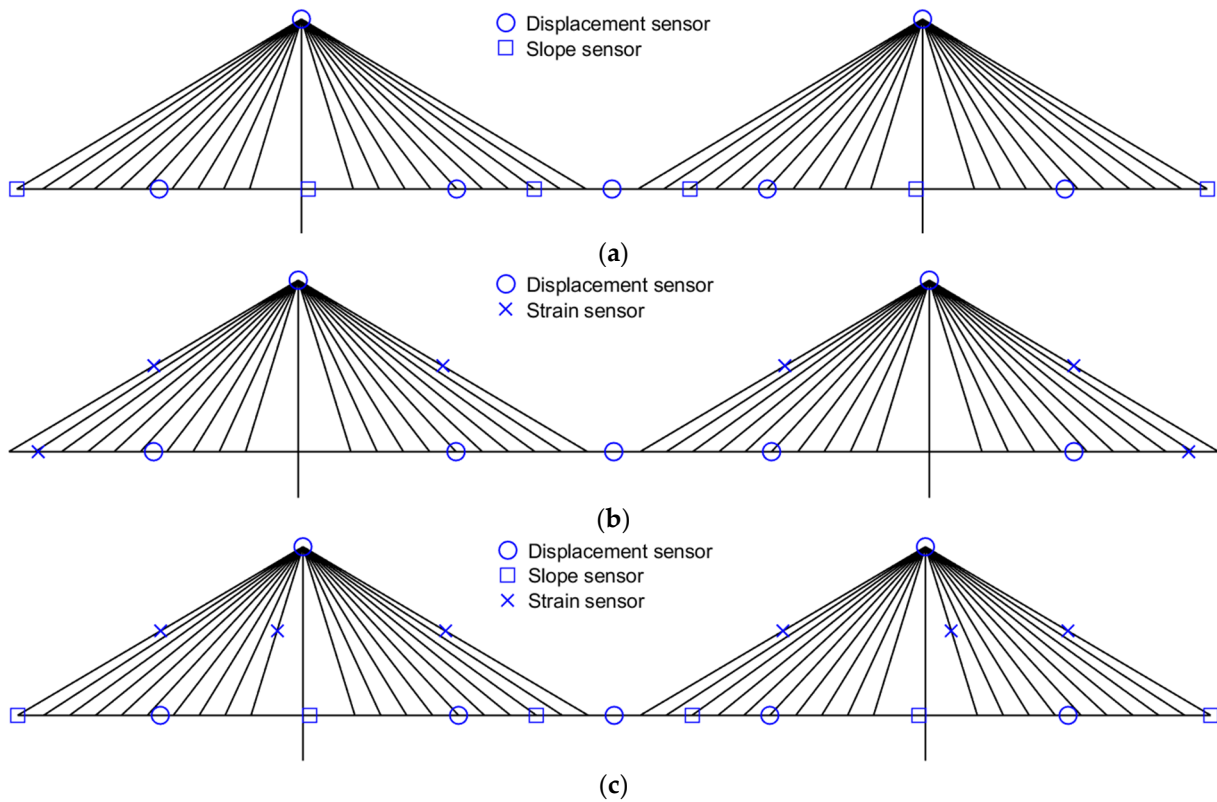 Displacement sensor
Slope sensor
(a)
Displacement sensor
Strain sensor
(b)
Displacement sensor
Slope sensor
Strain sensor
(c)